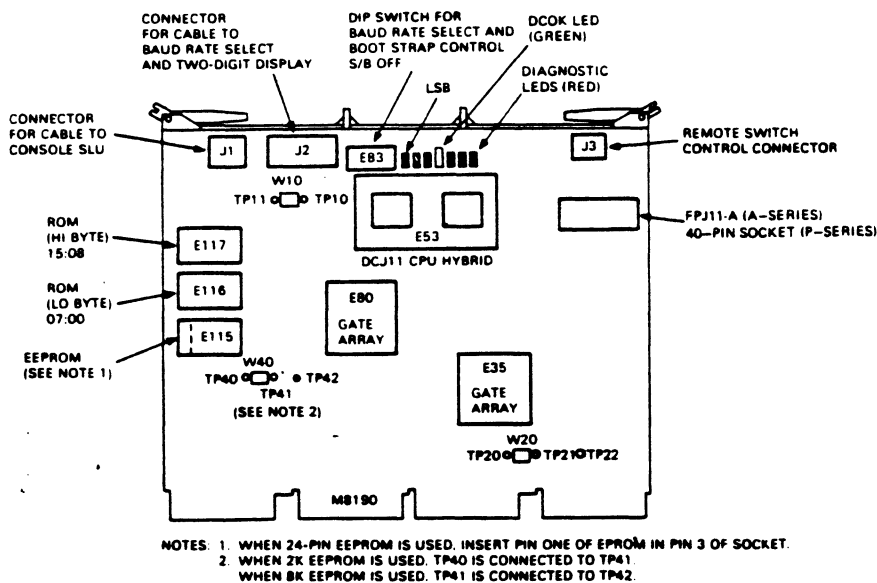 CONNECTOR
FOR CABLE TO
BAUD RATE SELECT
AND TWO-DIGIT DISPLAY
DIP SWITCH FOR
BAUD RATE SELECT AND
BOOT STRAP CONTROL
S/B OFF
DCOK LED
(GREEN)
LSB
DIAGNOSTIC
LEDS (RED)
CONNECTOR
FOR CABLE TO
CONSOLE SLU
J1
J2
E83
J3
REMOTE SWITCH
CONTROL CONNECTOR
W10
TP11 TP10
E53
DCJ11 CPU HYBRID
FPJ11-A (A-SERIES)
40-PIN SOCKET (P-SERIES)
ROM
(HI BYTE)
15:08
E117
ROM
(LO BYTE)
07:00
E116
E80
GATE
ARRAY
EEPROM
(SEE NOTE 1)
E115
W40
TP40 TP42
TP41
(SEE NOTE 2)
E35
GATE
ARRAY
W20
TP20 TP21 TP22
M8190
NOTES: 1. WHEN 24-PIN EEPROM IS USED, INSERT PIN ONE OF EPROM IN PIN 3 OF SOCKET.
2. WHEN 2K EEPROM IS USED, TP40 IS CONNECTED TO TP41.
WHEN 8K EEPROM IS USED, TP41 IS CONNECTED TO TP42.